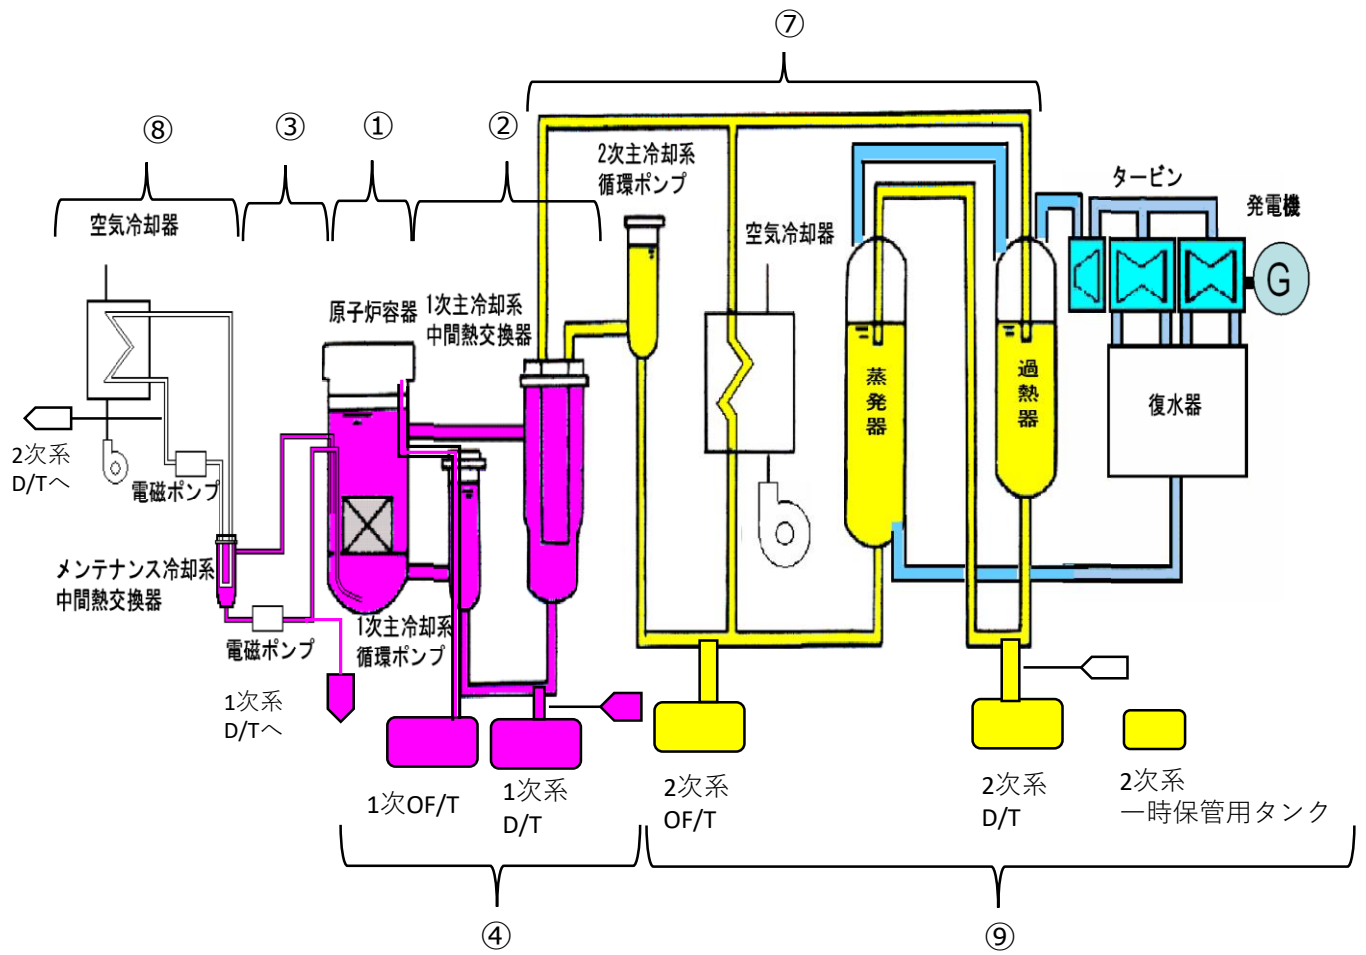 ⑦
⑧
③
①
②
2次主冷却系
循環ポンプ
タービン
発電機
空気冷却器
空気冷却器
G
原子炉容器
1次主冷却系
中間熱交換器
蒸発器
過熱器
復水器
2次系
D/Tへ
電磁ポンプ
メンテナンス冷却系
中間熱交換器
電磁ポンプ
1次主冷却系
循環ポンプ
1次系
D/Tへ
1次OF/T
1次系
D/T
2次系
OF/T
2次系
D/T
2次系
一時保管用タンク
④
⑨